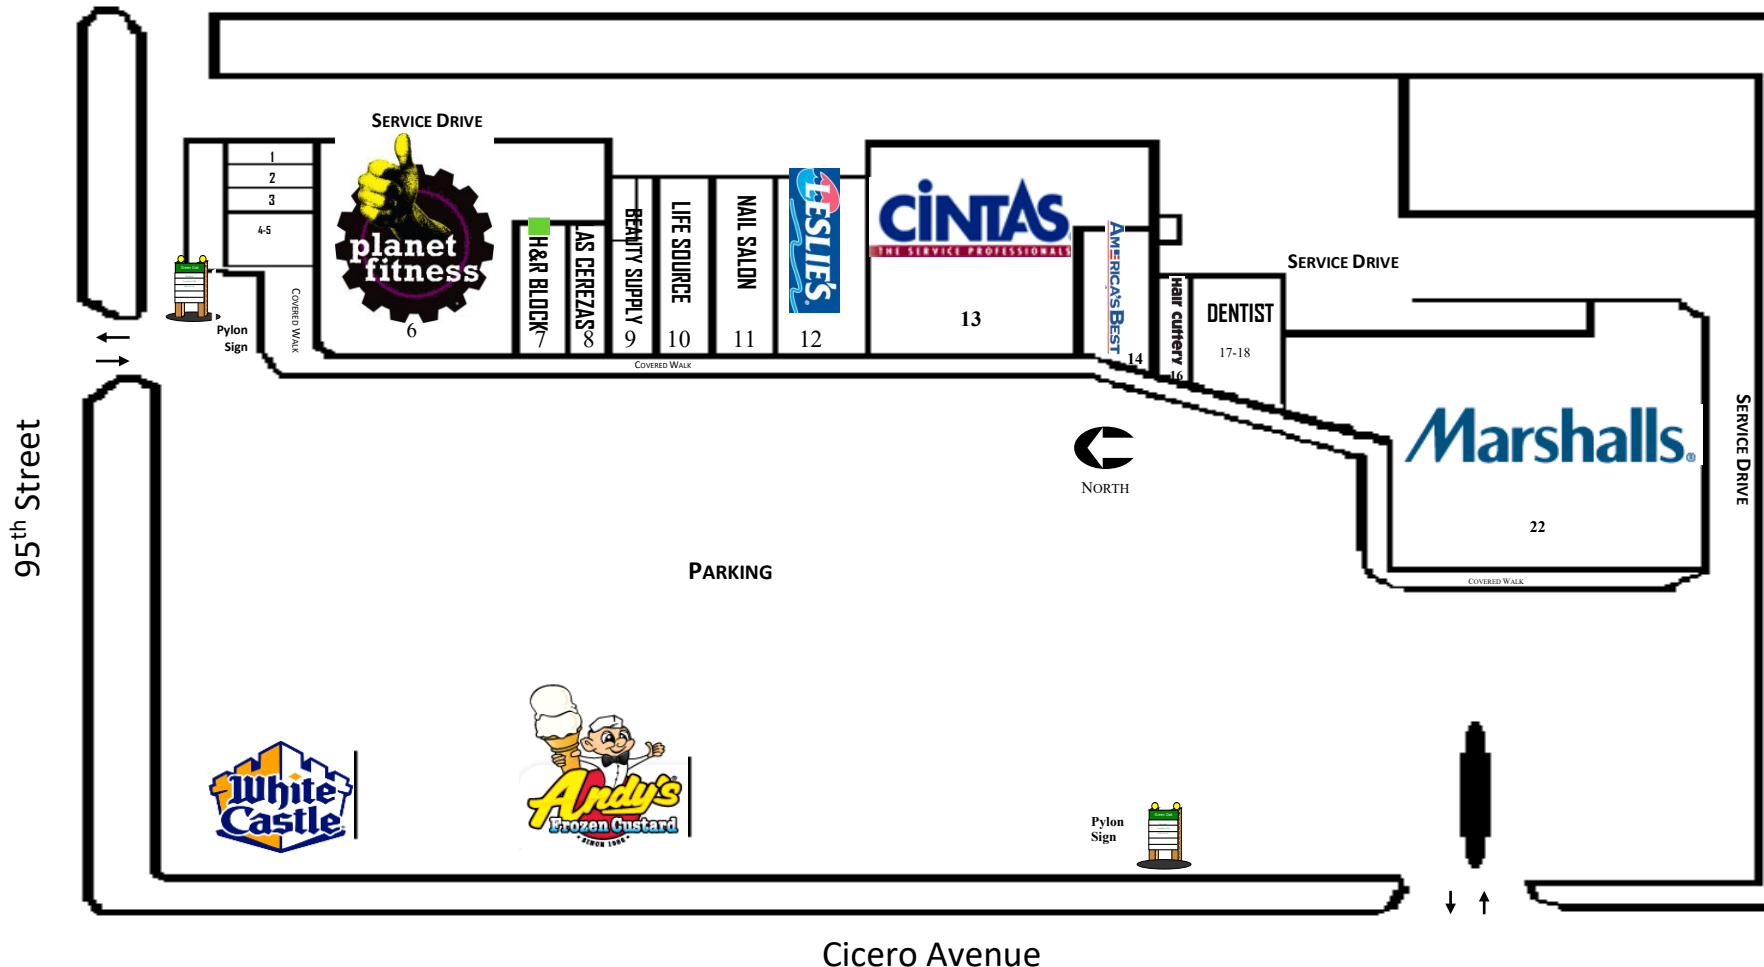 SERVICE DRIVE
1
2
3
4-5
COVERED WALK
Pylon
Sign
planet
fitness
6
H&R BLOCK
7
LAS CEREZAS
8
BEAUTY SUPPLY
9
LIFE SOURCE
10
NAIL SALON
11
LESLIE'S
12
CINTAS
THE SERVICE PROFESSIONALS
13
AMERICA'S BEST
14
Hair cuttery
16
SERVICE DRIVE
DENTIST
17-18
COVERED WALK
Marshalls®
22
COVERED WALK
SERVICE DRIVE
NORTH
PARKING
95th Street
White
Castle
Andy's
Frozen Custard
Pylon
Sign
Green Oak
Cicero Avenue